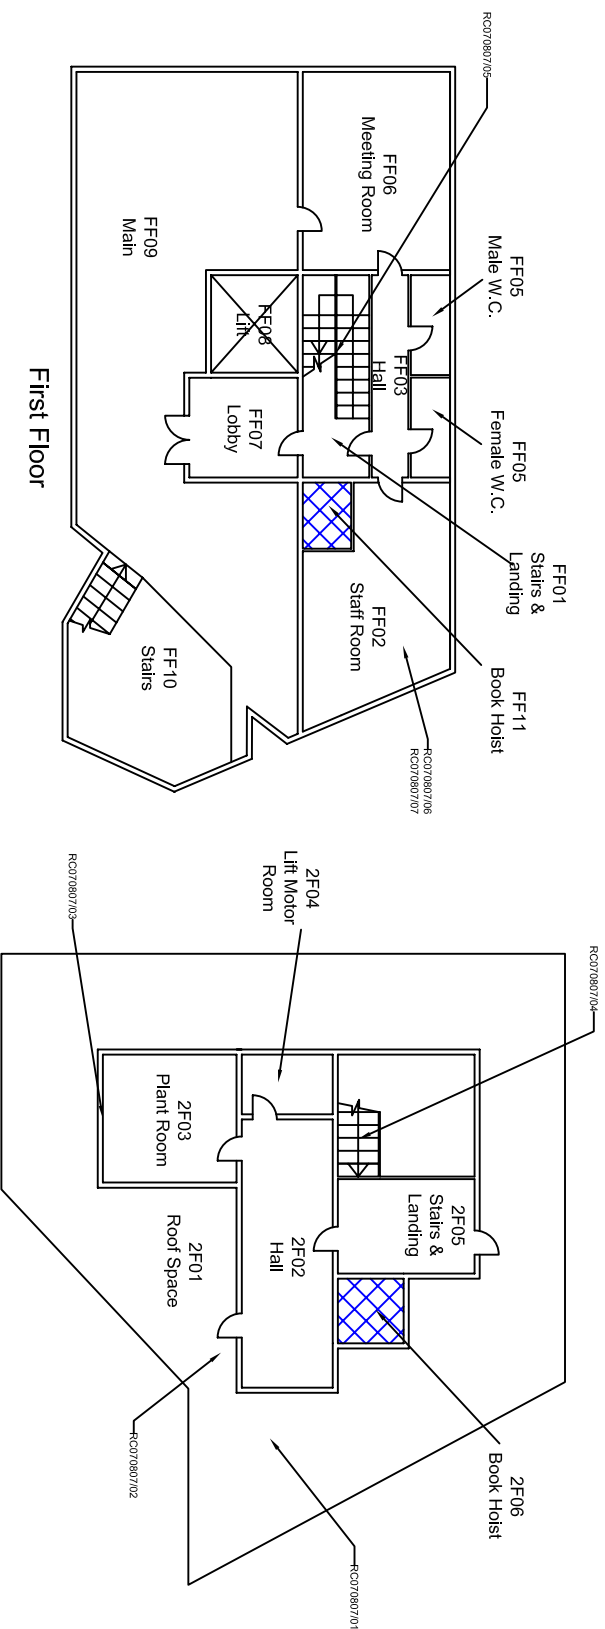 RC070807/05
FF06
Meeting Room
FF09
Main
FF05
Male W.C.
FF05
Female W.C.
FF08
Lift
FF03
Hall
FF07
Lobby
FF01
Stairs &
Landing
FF11
Book Hoist
FF02
Staff Room
RC070807/06
RC070807/07
FF10
Stairs
First Floor
RC070807/04
2F04
Lift Motor
Room
RC070807/03
2F03
Plant Room
2F05
Stairs &
Landing
2F02
Hall
2F01
Roof Space
2F06
Book Hoist
RC070807/02
RC070807/01